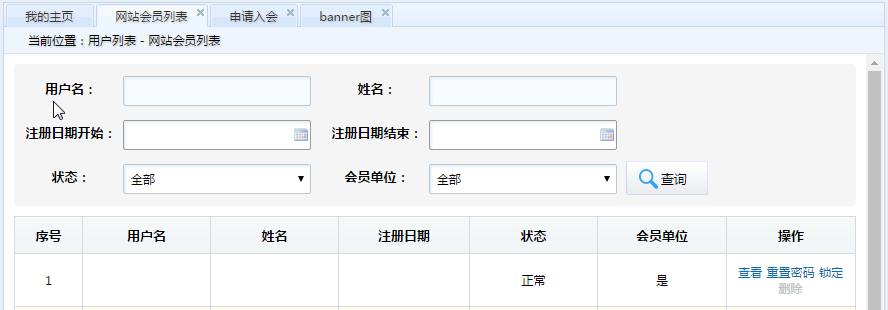 我的主页 网站会员列表 申请入会 banner图
当前位置：用户列表 - 网站会员列表
用户名： 姓名：
注册日期开始： 注册日期结束：
状态： 全部 会员单位： 全部 查询
序号 用户名 姓名 注册日期 状态 会员单位 操作
1 正常 是 查看 重置密码 锁定
删除